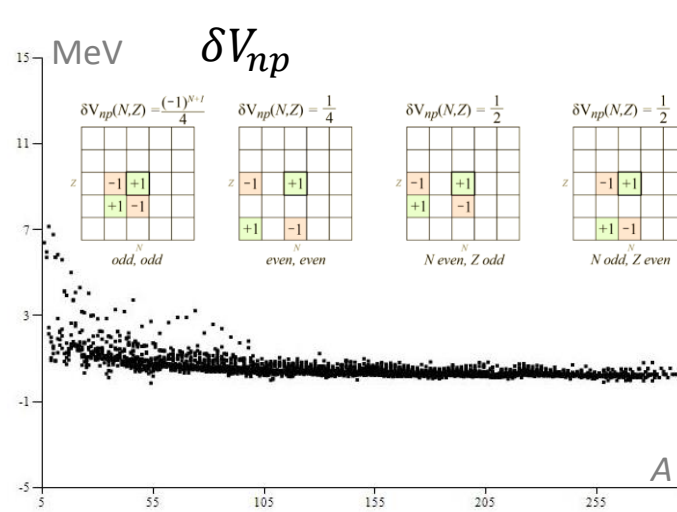 MeV
δV_np
15
11
7
3
-1
-5
δV_np(N,Z) = (-1)^{N+1}/4
Z
-1 +1
+1 -1
N
odd, odd
δV_np(N,Z) = 1/4
Z
-1 +1
+1 -1
N
even, even
δV_np(N,Z) = 1/2
Z
-1 +1
+1 -1
N
N even, Z odd
δV_np(N,Z) = 1/2
Z
-1 +1
+1 -1
N
N odd, Z even
A
5 55 105 155 205 255